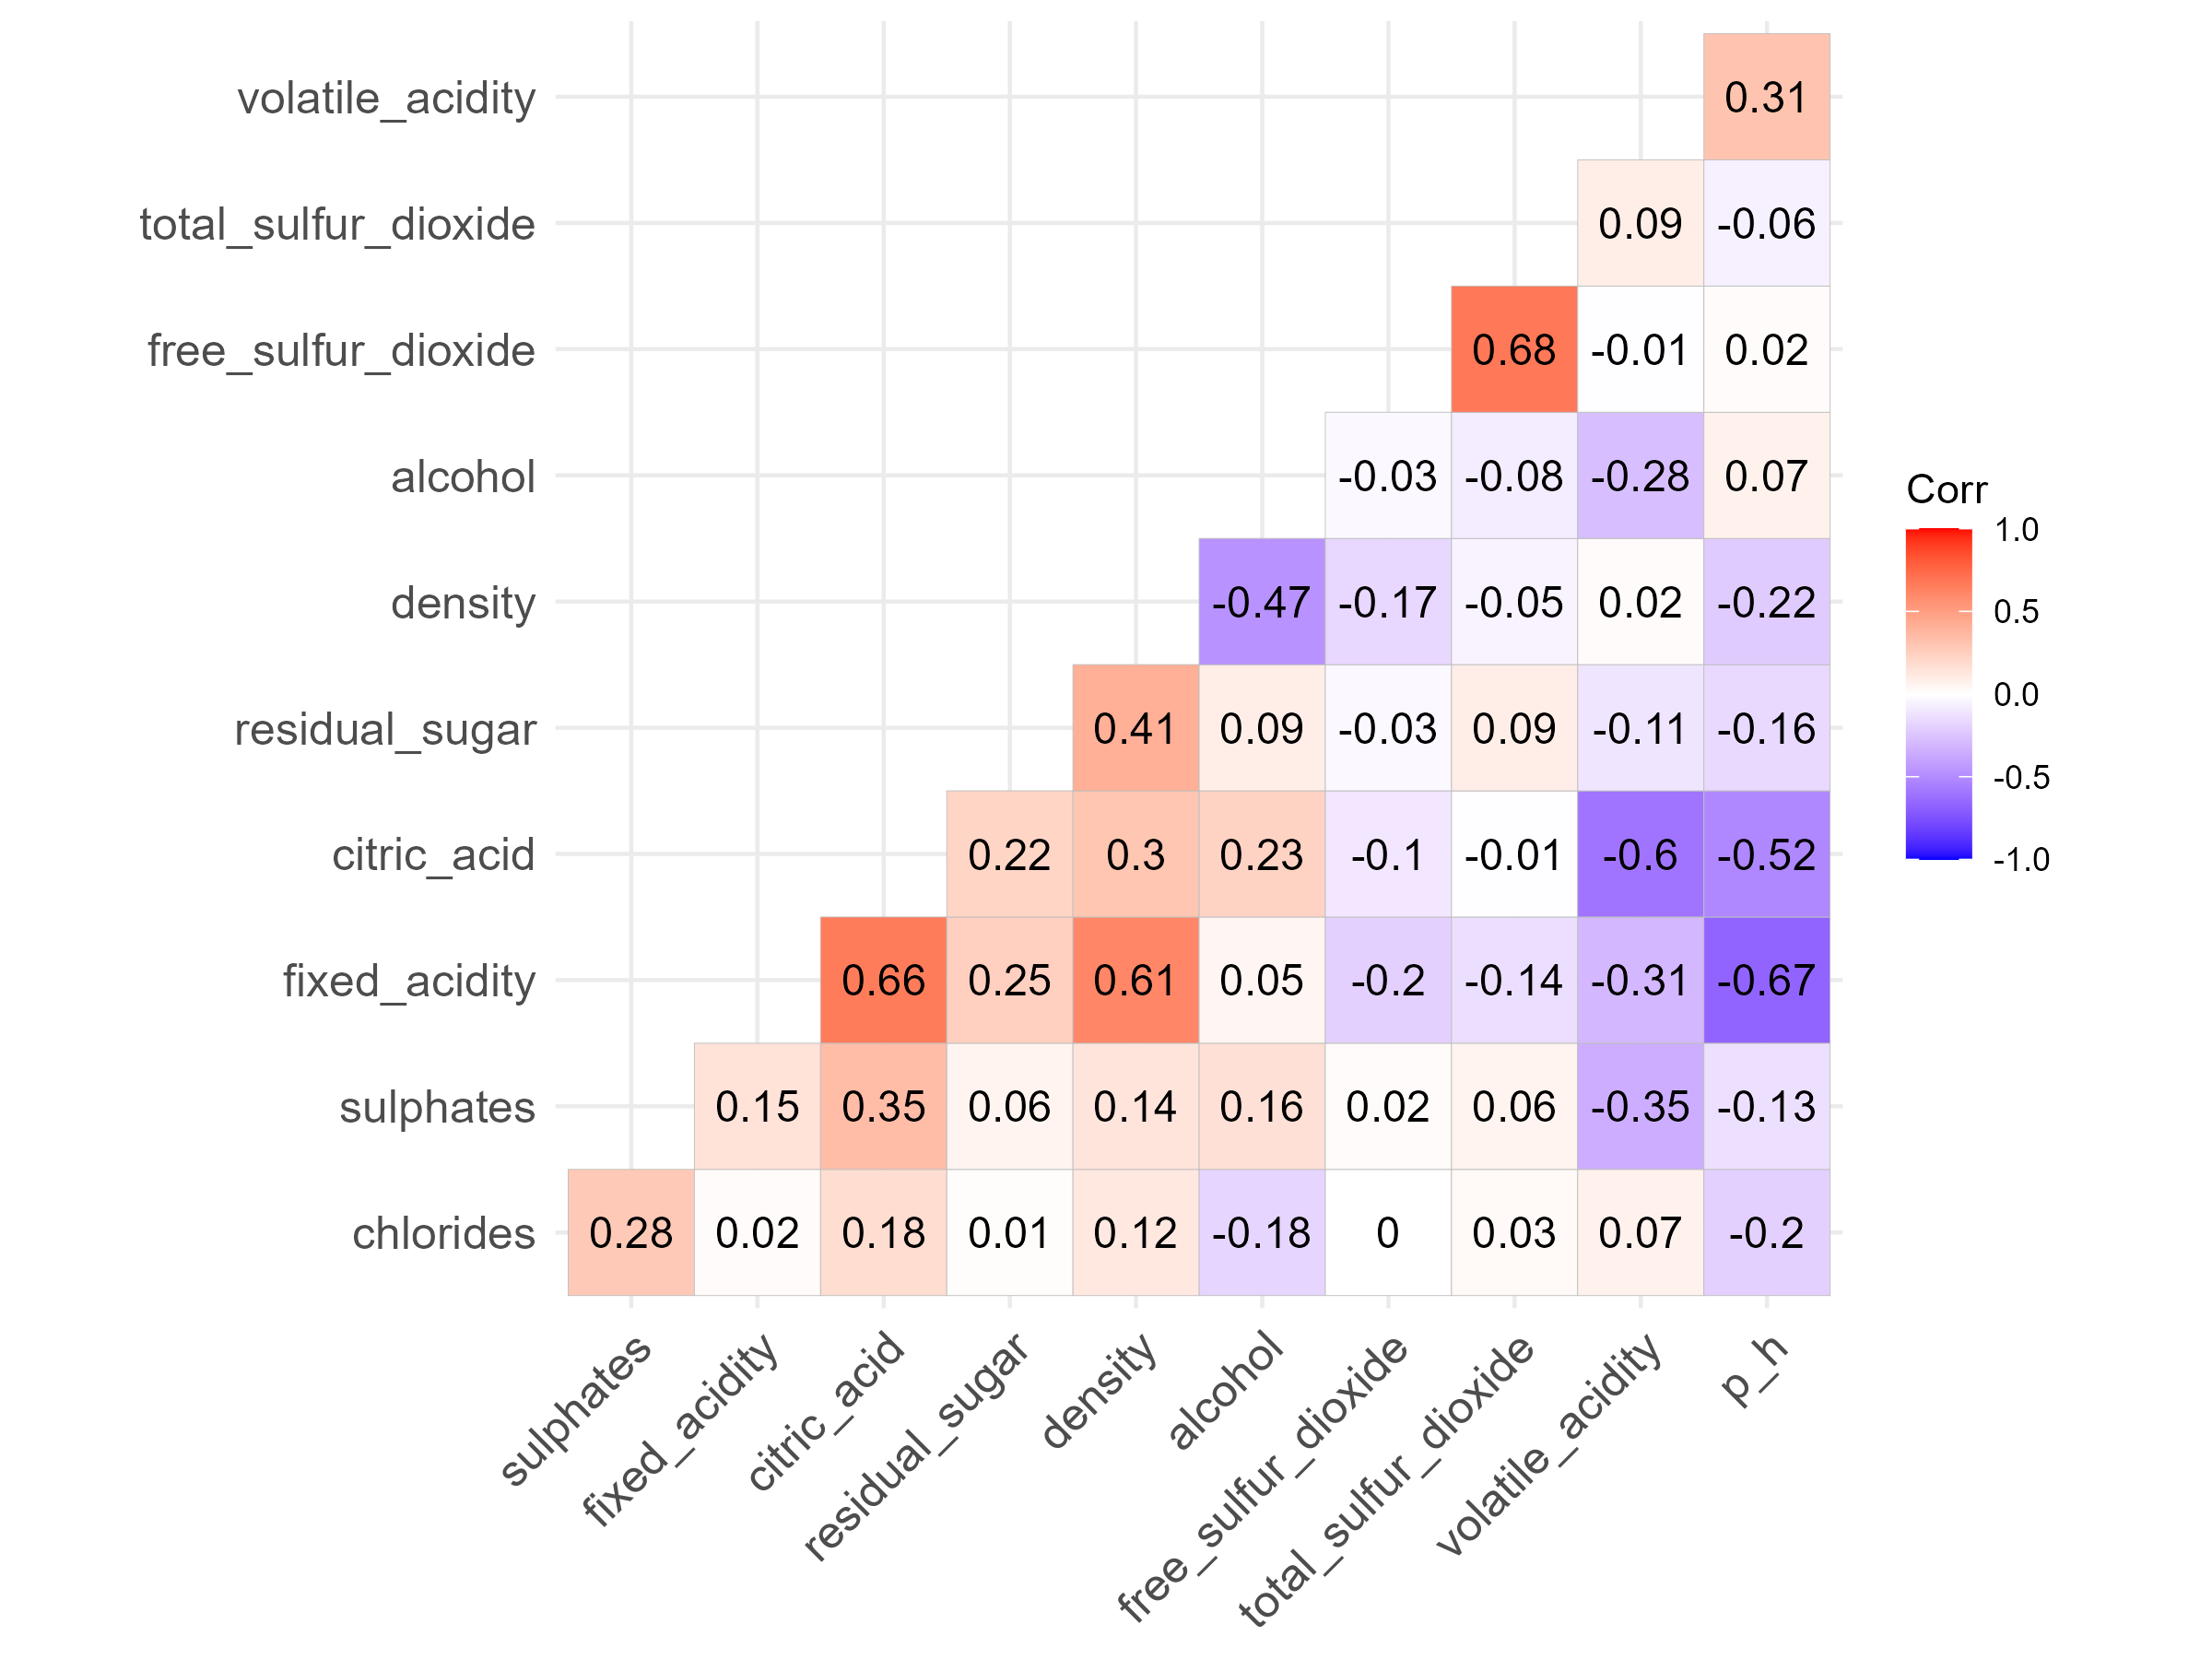 volatile_acidity 0.31
total_sulfur_dioxide 0.09 -0.06
free_sulfur_dioxide 0.68 -0.01 0.02
alcohol -0.03 -0.08 -0.28 0.07
density -0.47 -0.17 -0.05 0.02 -0.22
residual_sugar 0.41 0.09 -0.03 0.09 -0.11 -0.16
citric_acid 0.22 0.3 0.23 -0.1 -0.01 -0.6 -0.52
fixed_acidity 0.66 0.25 0.61 0.05 -0.2 -0.14 -0.31 -0.67
sulphates 0.15 0.35 0.06 0.14 0.16 0.02 0.06 -0.35 -0.13
chlorides 0.28 0.02 0.18 0.01 0.12 -0.18 0 0.03 0.07 -0.2
sulphates
fixed_acidity
citric_acid
residual_sugar
density
alcohol
free_sulfur_dioxide
total_sulfur_dioxide
volatile_acidity
p_h
Corr
1.0
0.5
0.0
-0.5
-1.0